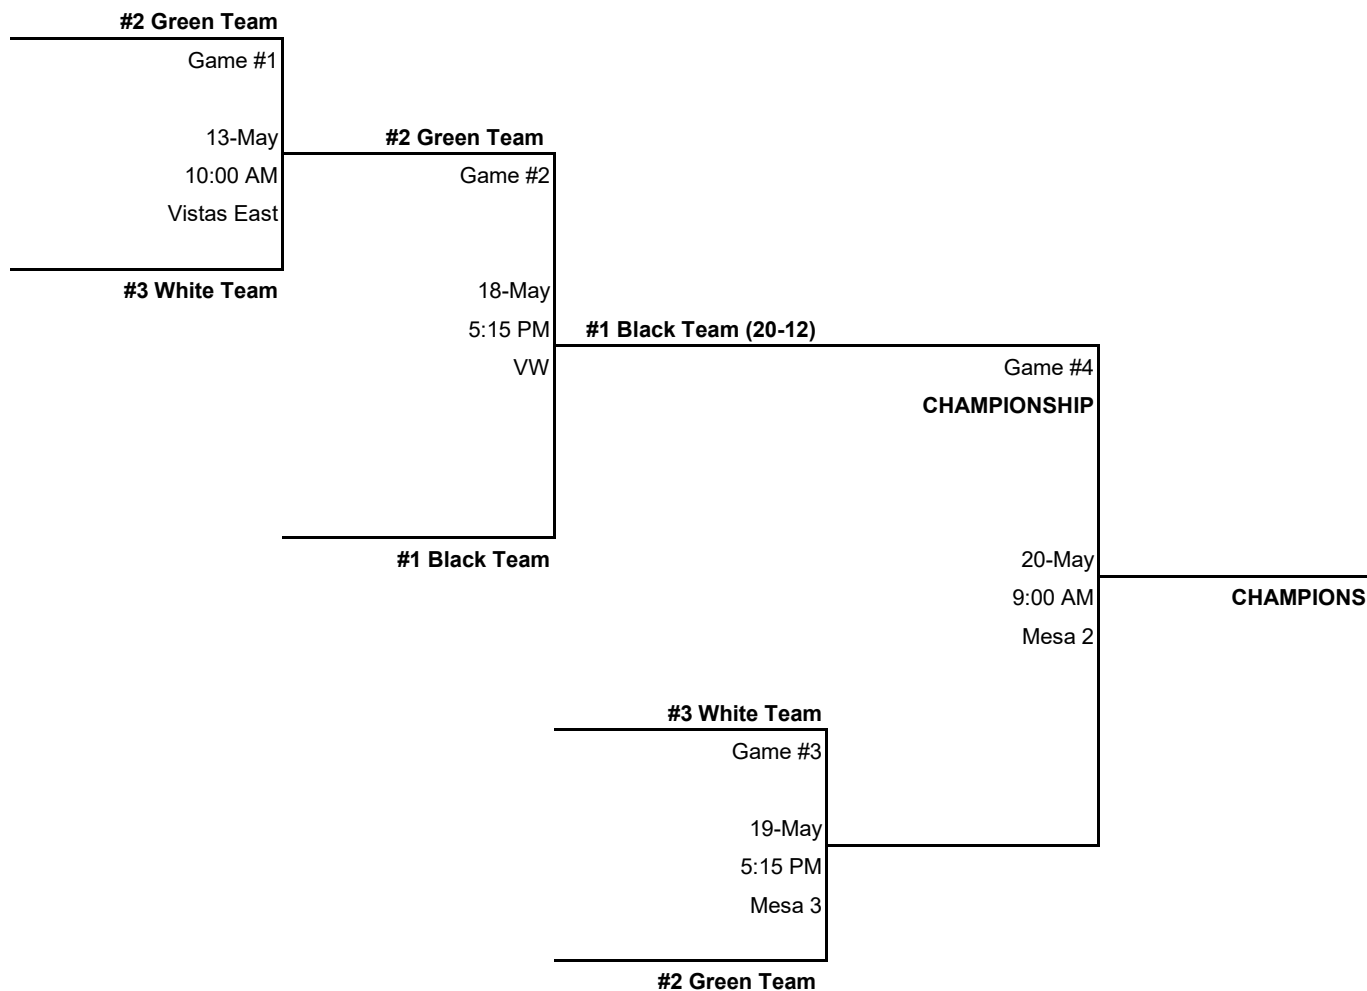 #2 Green Team
Game #1
13-May
10:00 AM
Vistas East
#3 White Team
#2 Green Team
Game #2
18-May
5:15 PM
VW
#1 Black Team
#1 Black Team (20-12)
Game #4
CHAMPIONSHIP
20-May
9:00 AM
Mesa 2
CHAMPIONS
#3 White Team
Game #3
19-May
5:15 PM
Mesa 3
#2 Green Team